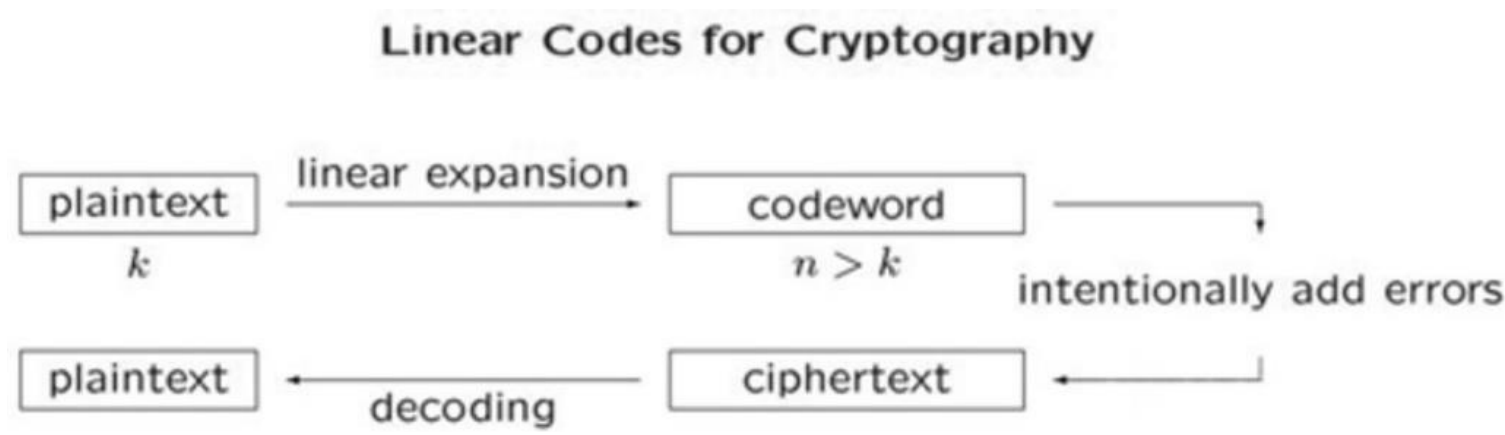 Linear Codes for Cryptography
linear expansion
plaintext
codeword
k
n > k
intentionally add errors
plaintext
ciphertext
decoding